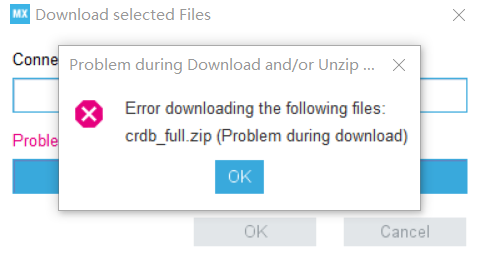 MX Download selected Files
Conne
Problem during Download and/or Unzip ...
Error downloading the following files:
crdb_full.zip (Problem during download)
Proble
OK
OK
Cancel